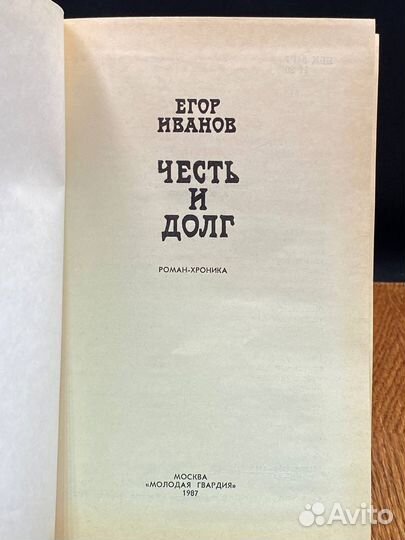 ЕГОР
ИВАНОВ
ЧЕСТЬ
И
ДОЛГ
РОМАН-ХРОНИКА
МОСКВА
«МОЛОДАЯ ГВАРДИЯ»
1987
Avito